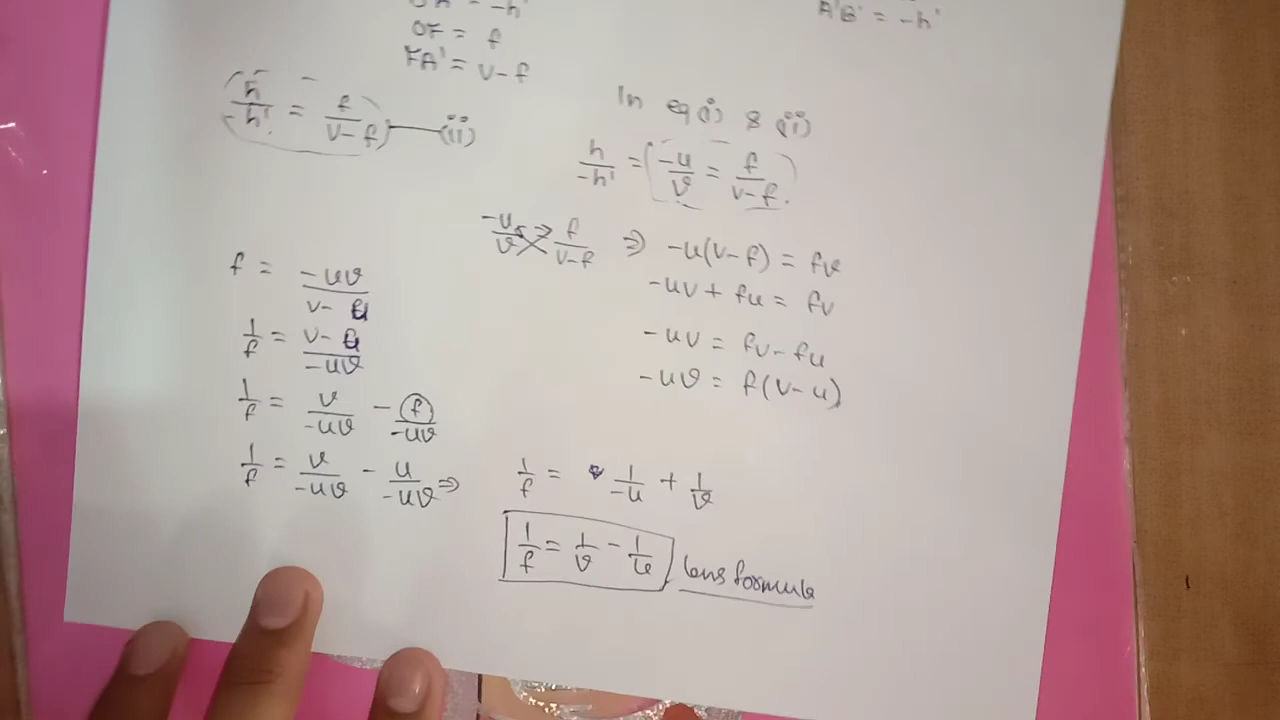 = -h'
OF = f
FA' = v-f
A'B' = -h'
h/-h' = f/v-f —(ii)
In eq (i) & (ii)
h/-h' = (-u/v = f/v-f)
-u/v = f/v-f ⇒ -u(v-f) = fv
-uv + fu = fv
-uv = fv - fu
-uv = f(v-u)
f = -uv/v-u
1/f = v-u/-uv
1/f = v/-uv - f/-uv
1/f = v/-uv - u/-uv ⇒
1/f = 1/-u + 1/v
1/f = 1/v - 1/u lens formula